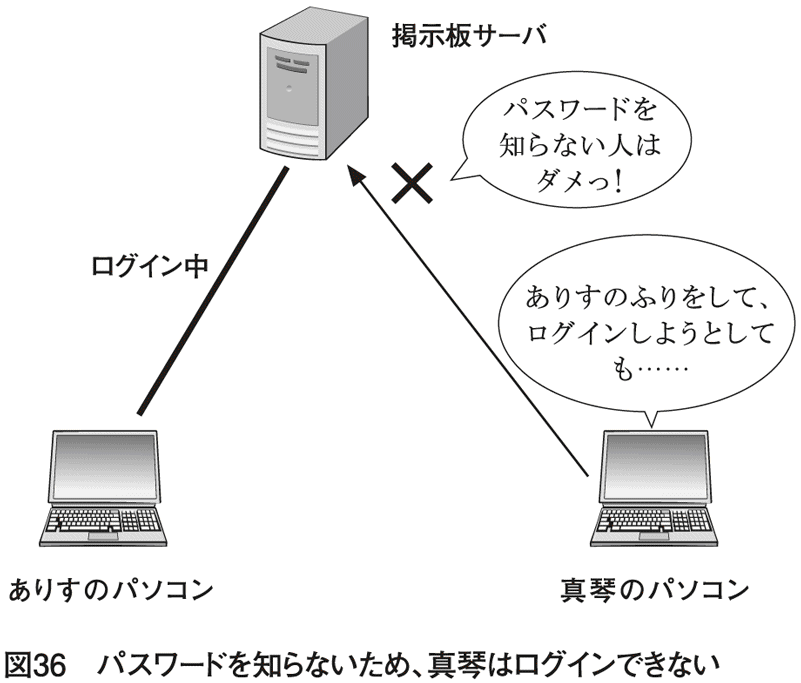 掲示板サーバ
パスワードを
知らない人は
ダメっ!
ログイン中
ありすのふりをして、
ログインしようとして
も……
ありすのパソコン
真琴のパソコン
図36 パスワードを知らないため、真琴はログインできない